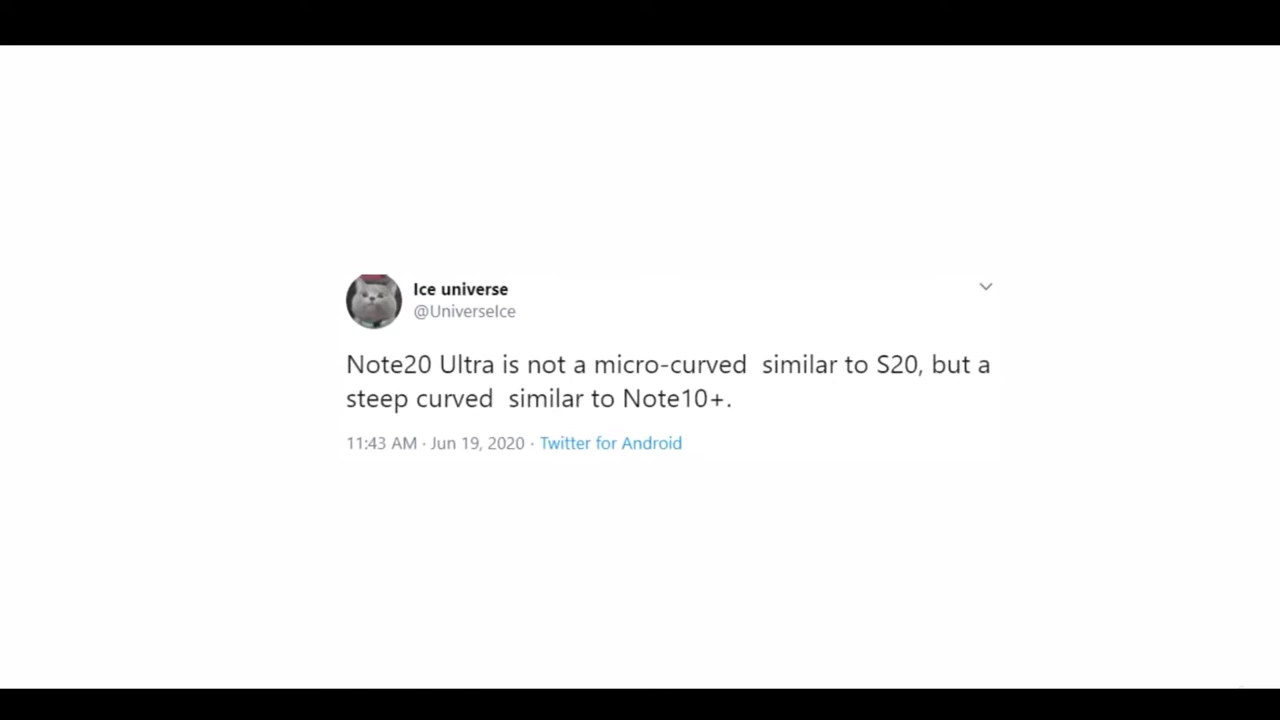 Ice universe
@UniverseIce
Note20 Ultra is not a micro-curved  similar to S20, but a
steep curved  similar to Note10+.
11:43 AM · Jun 19, 2020 · Twitter for Android